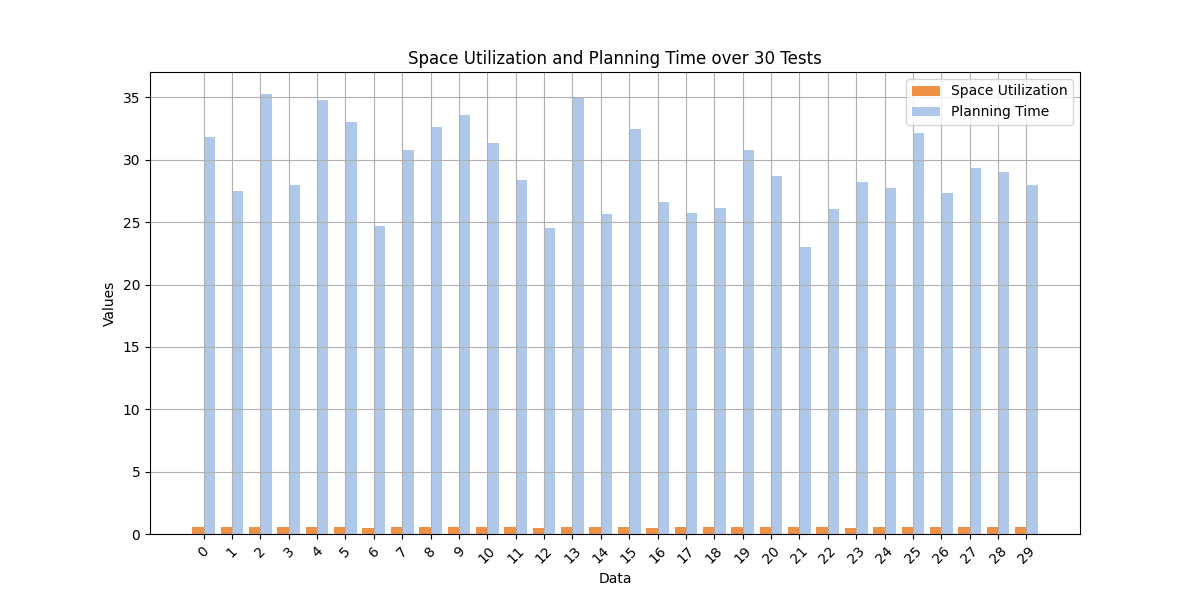 Space Utilization and Planning Time over 30 Tests
Space Utilization
Planning Time
35
30
25
20
15
10
5
0
Values
0 1 2 3 4 5 6 7 8 9 10 11 12 13 14 15 16 17 18 19 20 21 22 23 24 25 26 27 28 29
Data